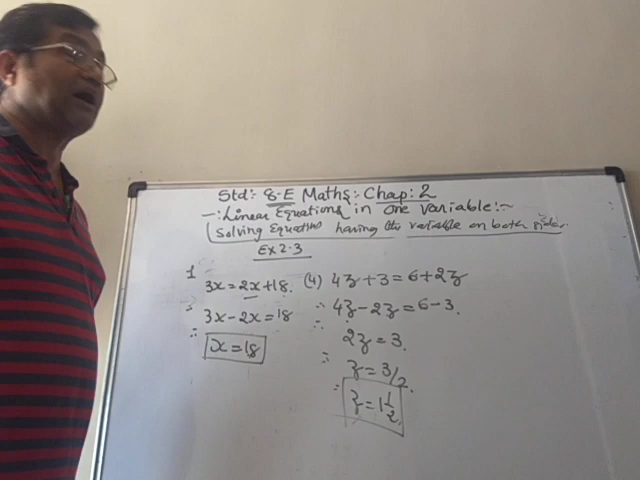 Std:- 8-E Maths:- Chap: 2
-: Linear Equations in One Variable :-
Solving Equations having the variable on both sides.
Ex 2.3
1 3x = 2x + 18.
∴ 3x - 2x = 18
∴ x = 18
(4) 4z + 3 = 6 + 2z
∴ 4z - 2z = 6 - 3.
∴ 2z = 3.
∴ z = 3/2.
∴ z = 1 1/2